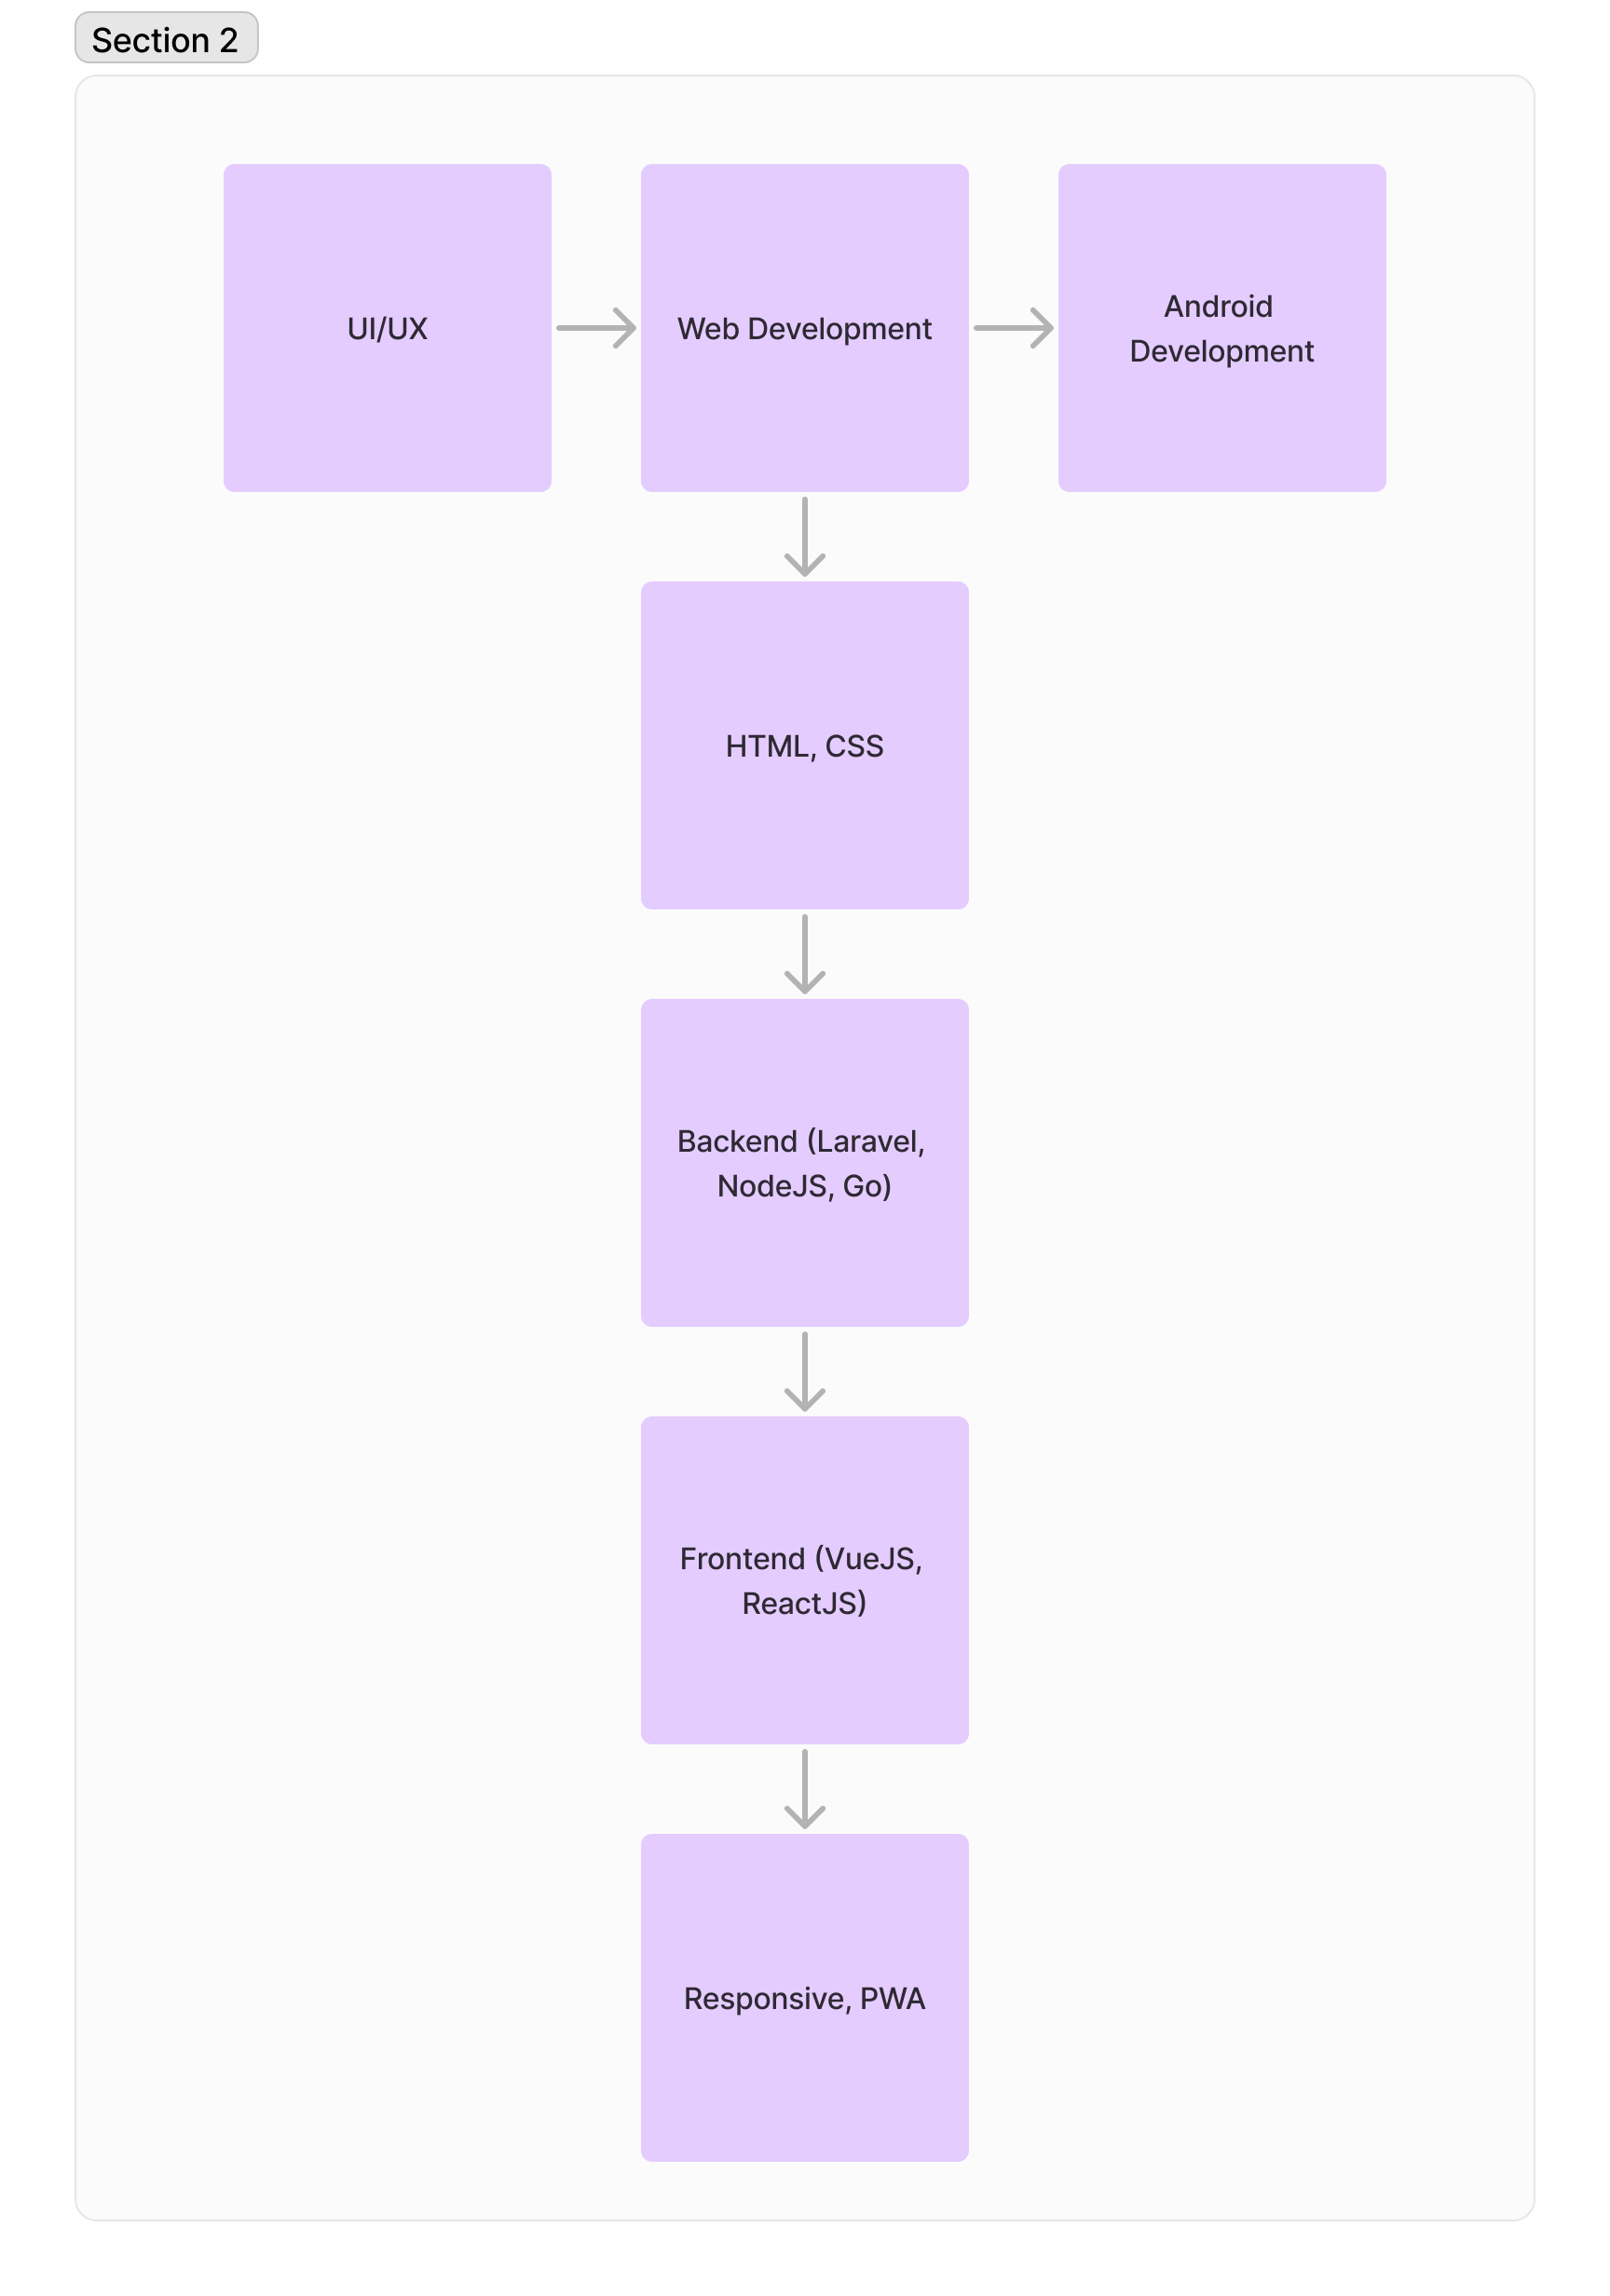 Section 2
UI/UX
Web Development
Android
Development
HTML, CSS
Backend (Laravel,
NodeJS, Go)
Frontend (VueJS,
ReactJS)
Responsive, PWA